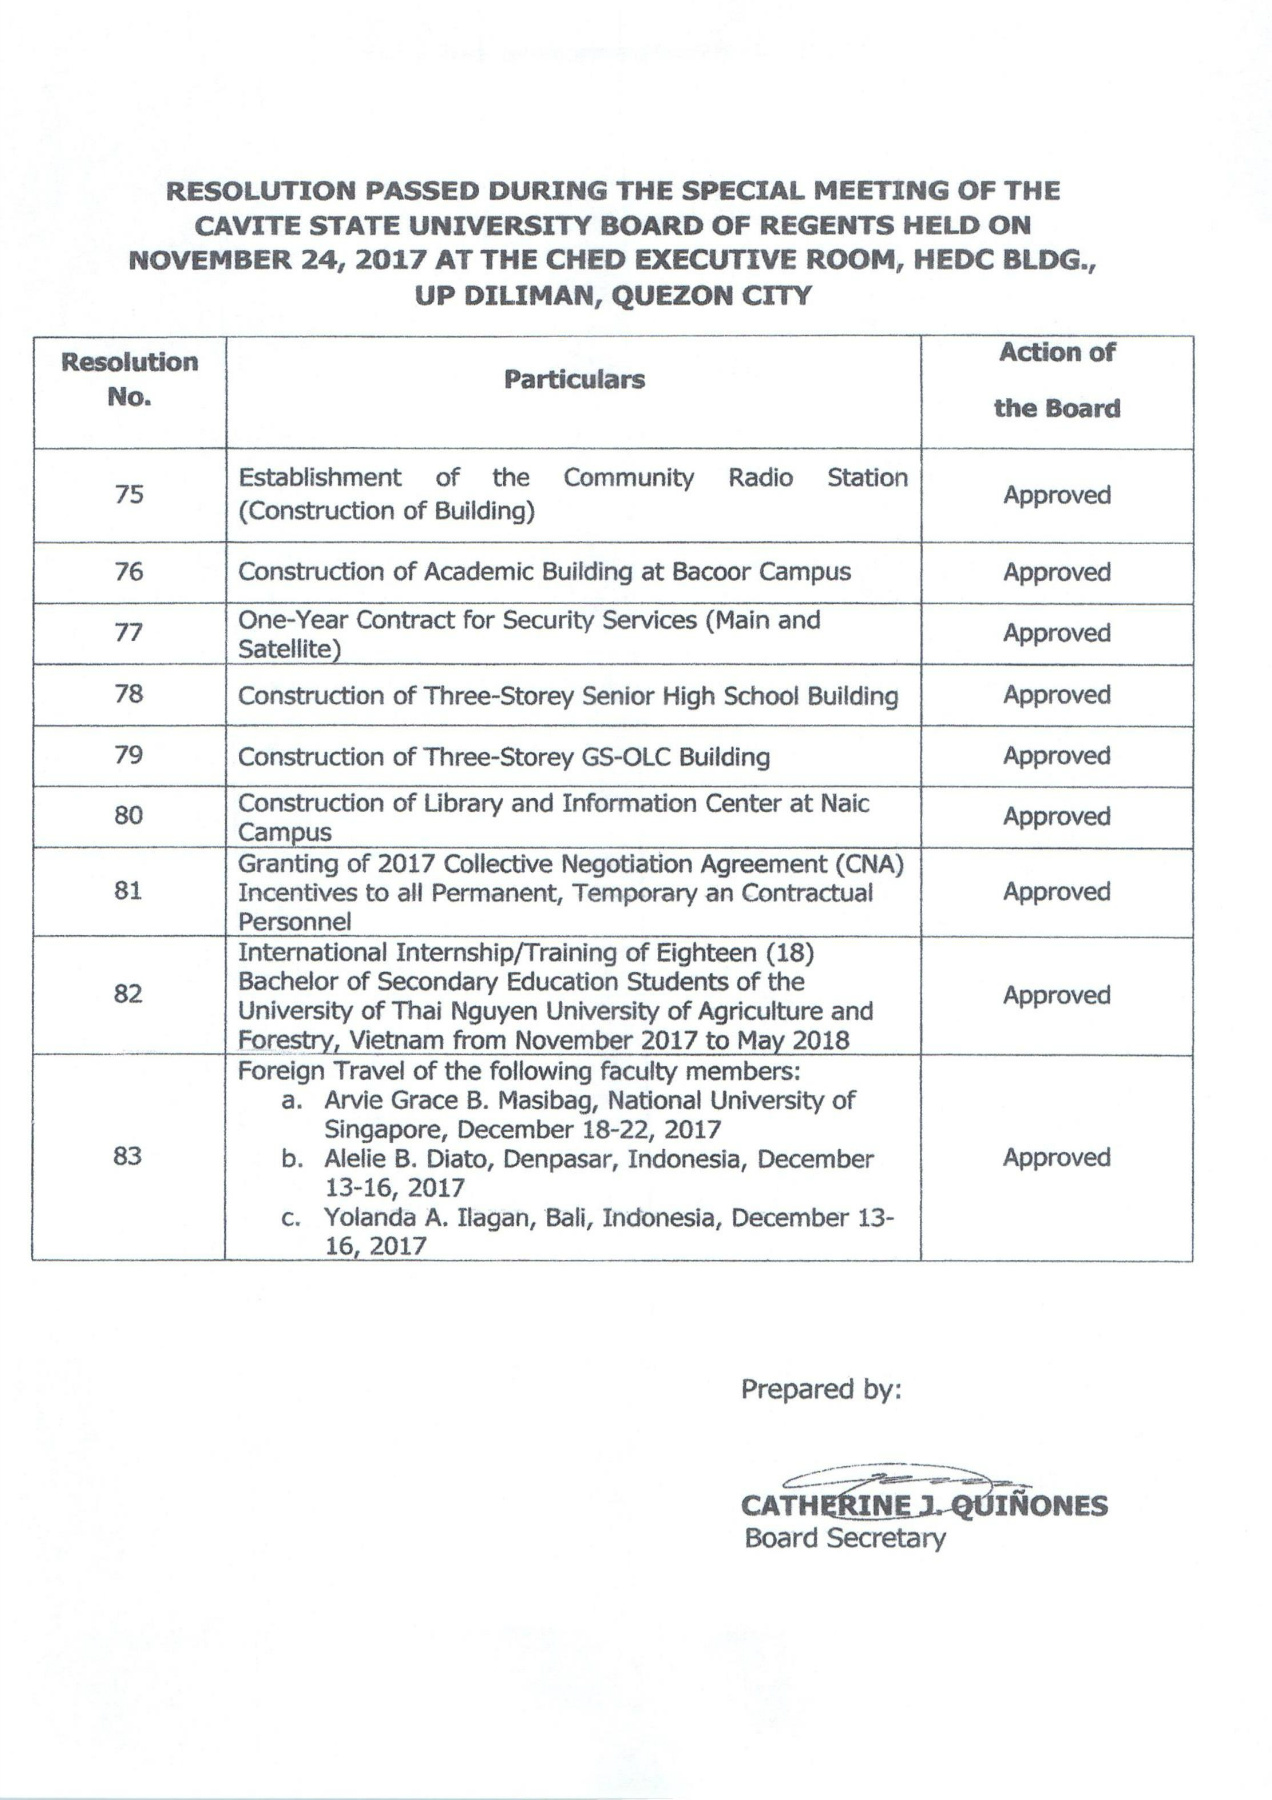 RESOLUTION PASSED DURING THE SPECIAL MEETING OF THE
CAVITE STATE UNIVERSITY BOARD OF REGENTS HELD ON
NOVEMBER 24, 2017 AT THE CHED EXECUTIVE ROOM, HEDC BLDG.,
UP DILIMAN, QUEZON CITY
Resolution
No.
Particulars
Action of
the Board
75
Establishment of the Community Radio Station
(Construction of Building)
Approved
76
Construction of Academic Building at Bacoor Campus
Approved
77
One-Year Contract for Security Services (Main and
Satellite)
Approved
78
Construction of Three-Storey Senior High School Building
Approved
79
Construction of Three-Storey GS-OLC Building
Approved
80
Construction of Library and Information Center at Naic
Campus
Approved
81
Granting of 2017 Collective Negotiation Agreement (CNA)
Incentives to all Permanent, Temporary an Contractual
Personnel
Approved
82
International Internship/Training of Eighteen (18)
Bachelor of Secondary Education Students of the
University of Thai Nguyen University of Agriculture and
Forestry, Vietnam from November 2017 to May 2018
Approved
83
Foreign Travel of the following faculty members:
a. Arvie Grace B. Masibag, National University of
Singapore, December 18-22, 2017
b. Alelie B. Diato, Denpasar, Indonesia, December
13-16, 2017
c. Yolanda A. Ilagan, Bali, Indonesia, December 13-
16, 2017
Approved
Prepared by:
CATHERINE J. QUIÑONES
Board Secretary